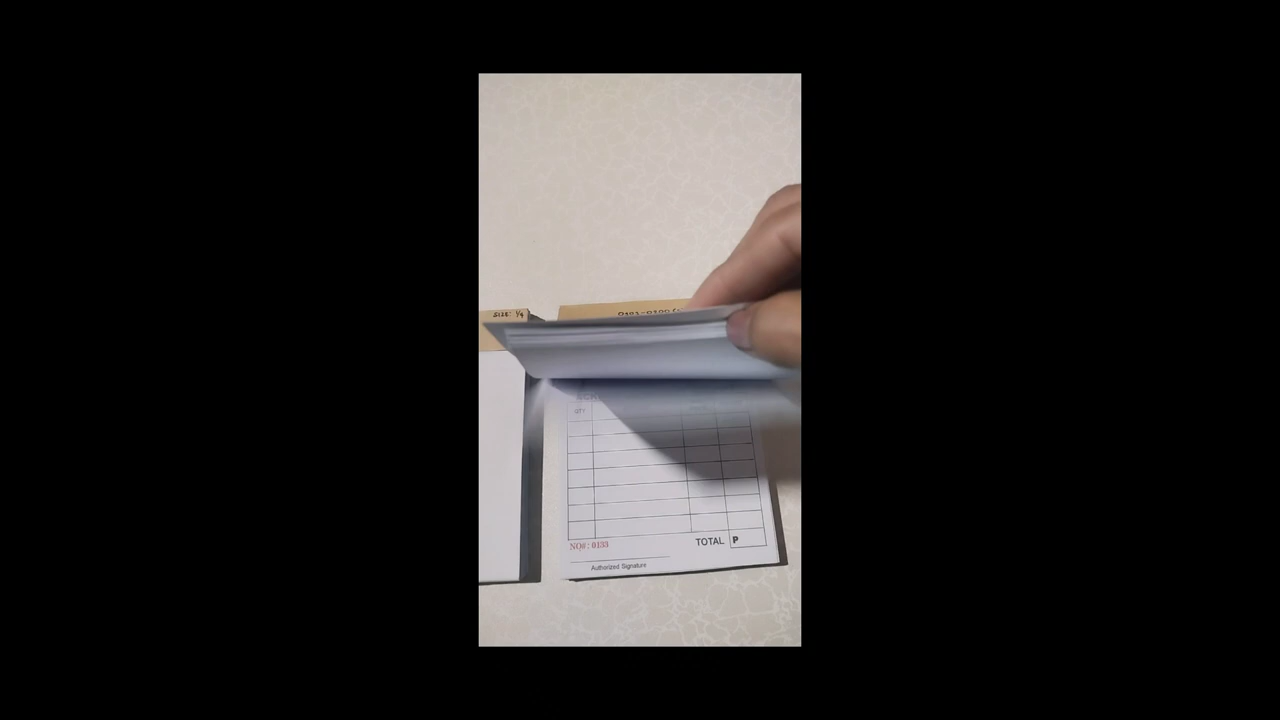 SIZE: 1/4
QTY
NO#: 0133
TOTAL P
Authorized Signature